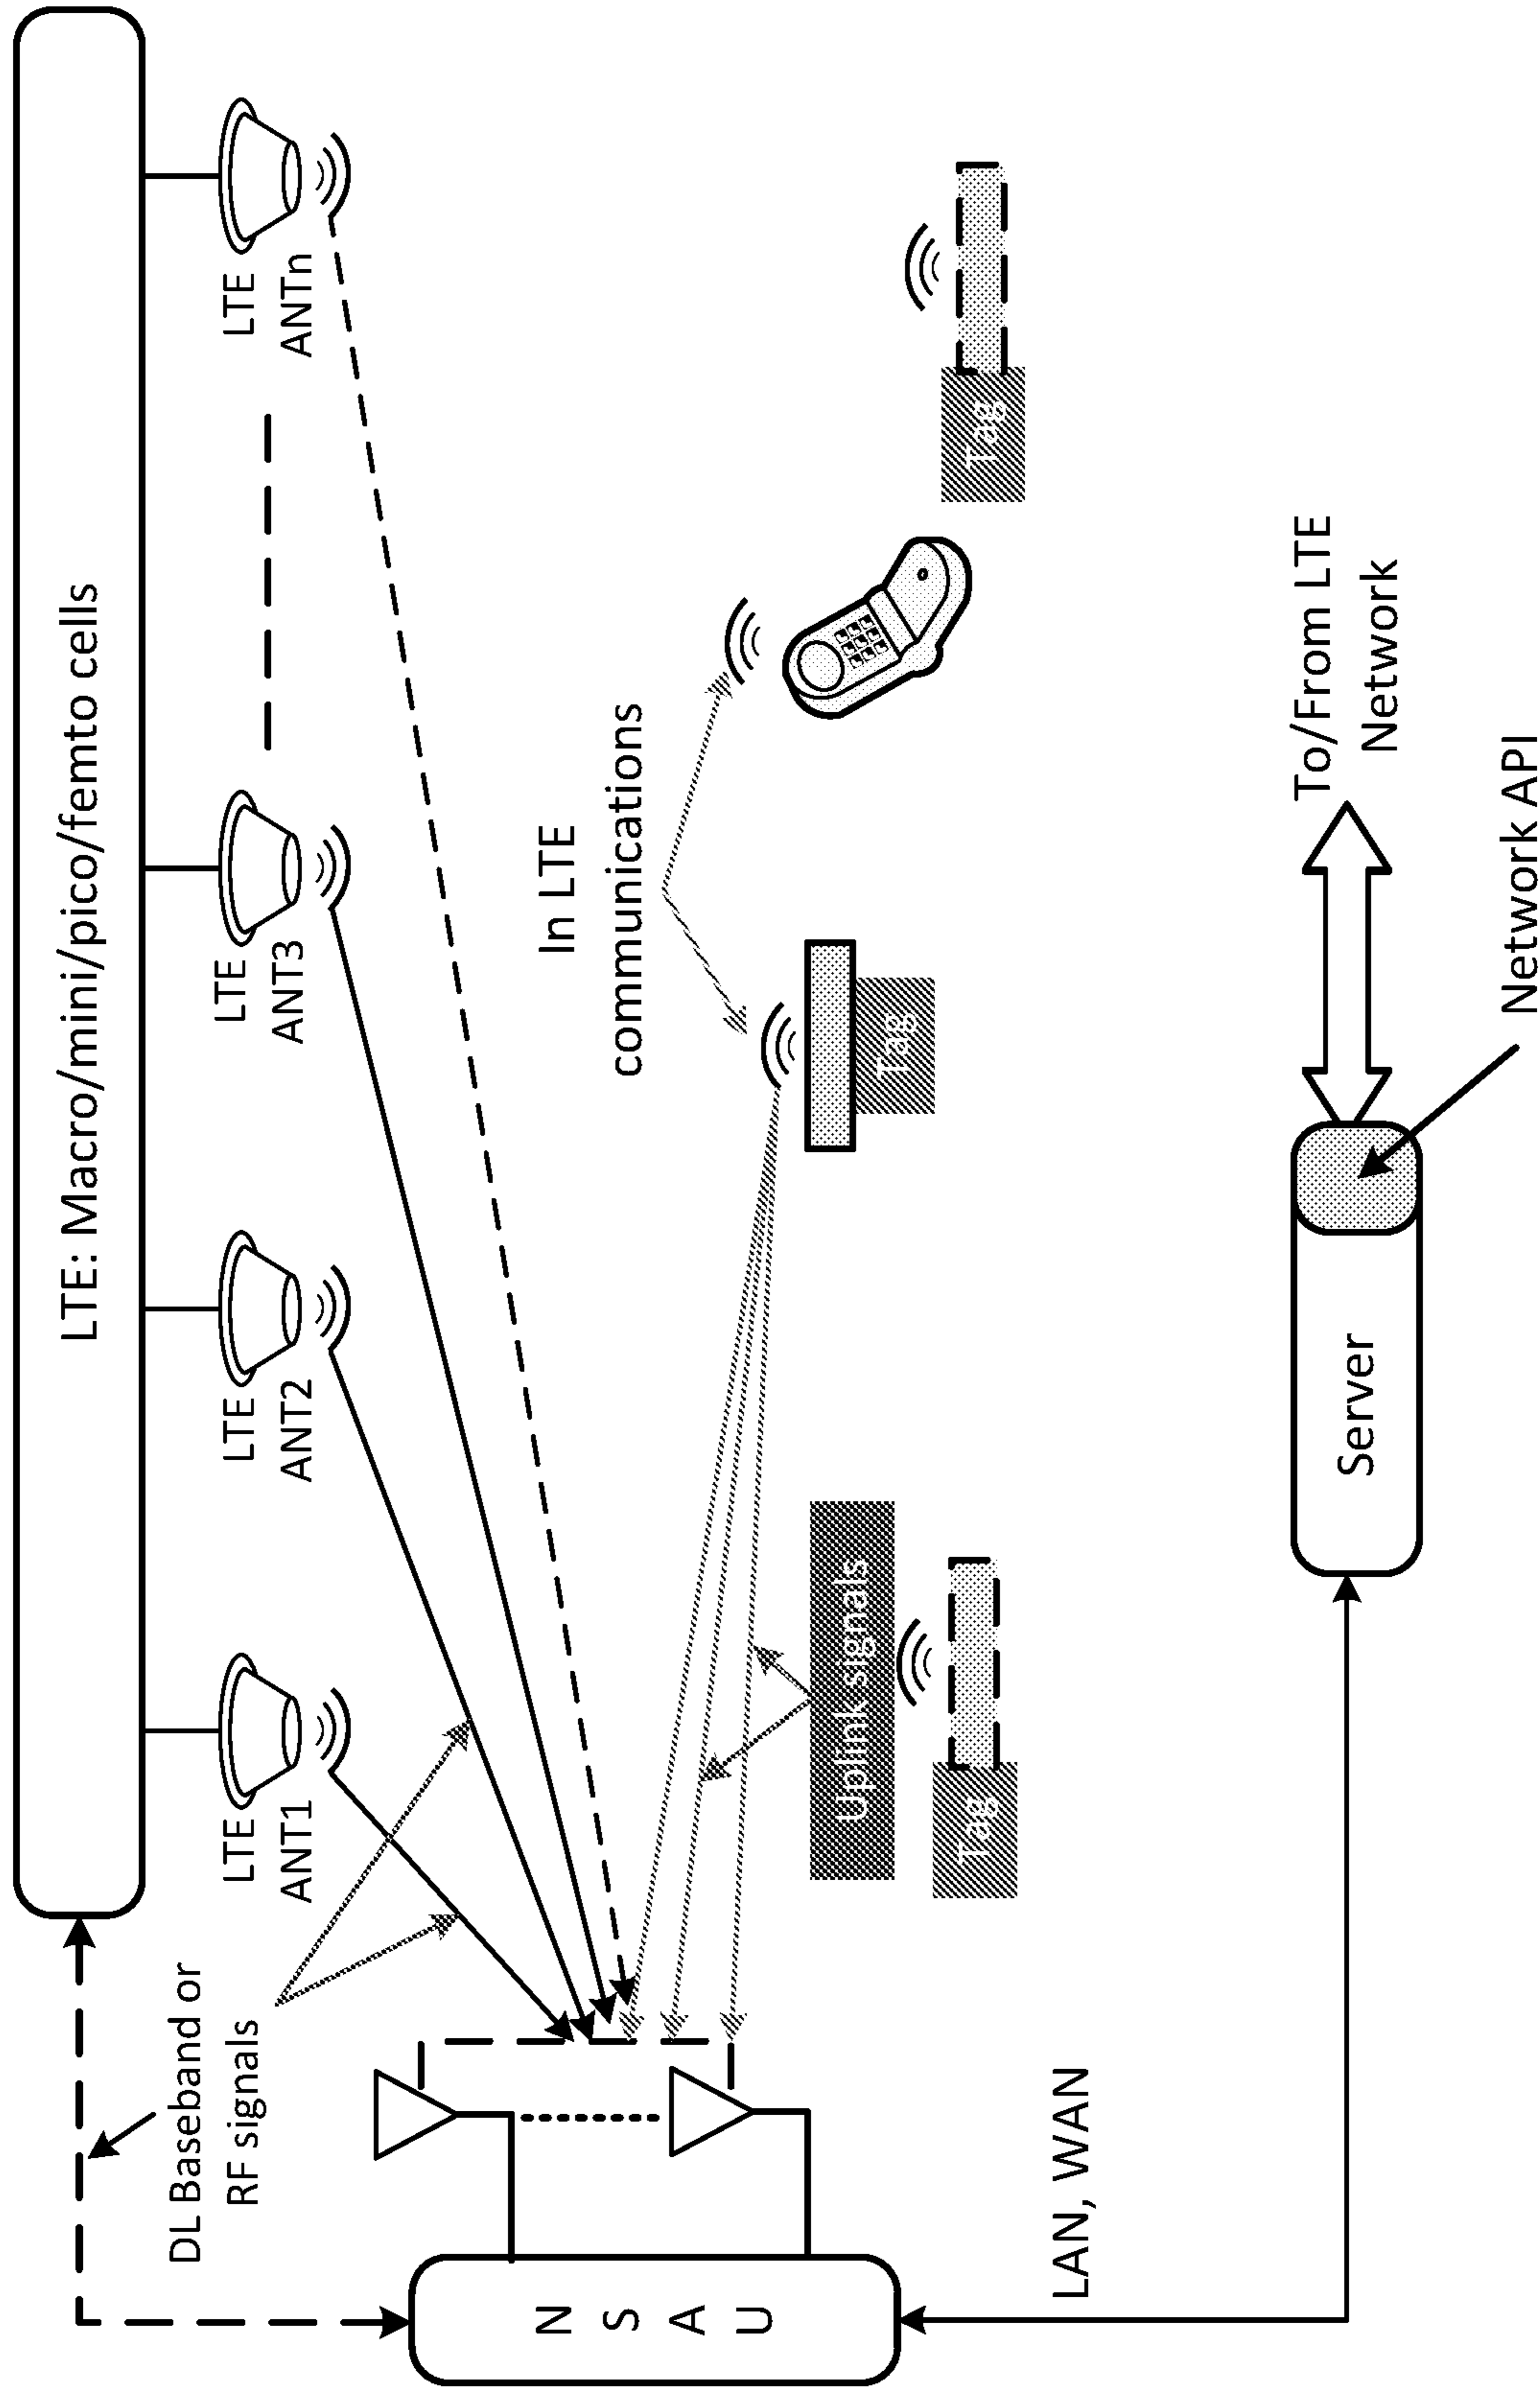 LTE: Macro/mini/pico/femto cells
DL Baseband or
RF signals
LTE
ANT1
LTE
ANT2
LTE
ANT3
LTE
ANTn
In LTE
communications
N
S
A
U
Uplink signals
Tag
Tag
Tag
LAN, WAN
Server
To/From LTE
Network
Network API